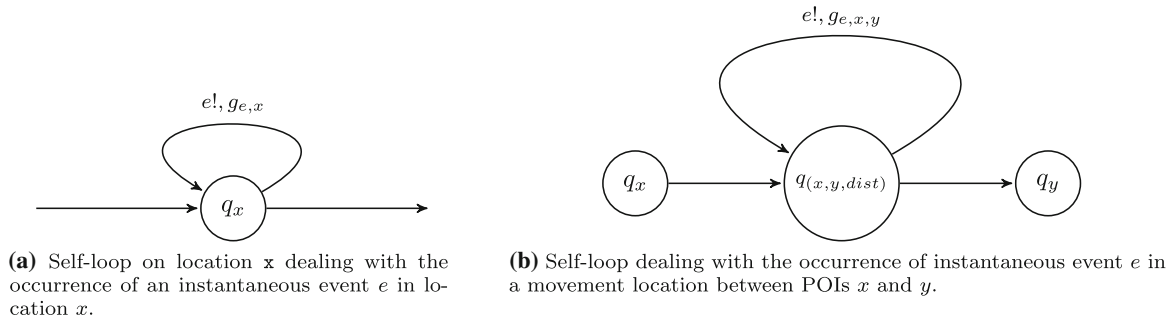 e!, g_{e,x}
q_x
(a) Self-loop on location x dealing with the
occurrence of an instantaneous event e in lo-
cation x.
e!, g_{e,x,y}
q_x
q_{(x,y,dist)}
q_y
(b) Self-loop dealing with the occurrence of instantaneous event e in
a movement location between POIs x and y.